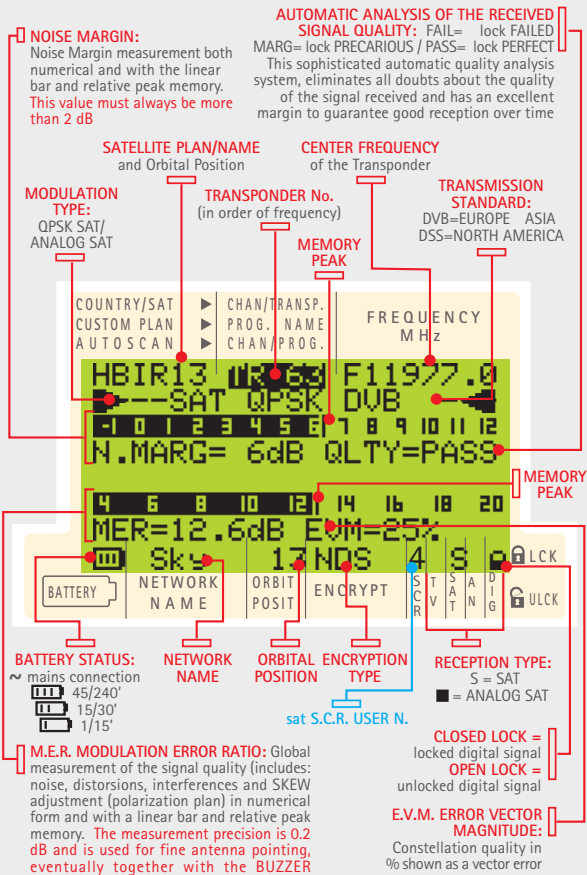 NOISE MARGIN:
Noise Margin measurement both
numerical and with the linear
bar and relative peak memory.
This value must always be more
than 2 dB
AUTOMATIC ANALYSIS OF THE RECEIVED
SIGNAL QUALITY: FAIL= lock FAILED
MARG= lock PRECARIOUS / PASS= lock PERFECT
This sophisticated automatic quality analysis
system, eliminates all doubts about the quality
of the signal received and has an excellent
margin to guarantee good reception over time
SATELLITE PLAN/NAME
and Orbital Position
CENTER FREQUENCY
of the Transponder
MODULATION
TYPE:
QPSK SAT/
ANALOG SAT
TRANSPONDER No.
(in order of frequency)
MEMORY
PEAK
TRANSMISSION
STANDARD:
DVB=EUROPE ASIA
DSS=NORTH AMERICA
COUNTRY/SAT ▶ CHAN/TRANSP.
CUSTOM PLAN ▶ PROG. NAME
AUTOSCAN ▶ CHAN/PROG.
FREQUENCY
MHz
HBIR13 TR 63 F11977.0
---SAT QPSK DVB --
-1 0 1 2 3 4 5 6 7 8 9 10 11 12
N.MARG= 6dB QLTY=PASS
MEMORY
PEAK
4 6 8 10 12 14 16 18 20
MER=12.6dB EVM=25%
Sky 13 NDS 4 S
BATTERY
NETWORK
NAME
ORBIT
POSIT
ENCRYPT
SCR
TV
SAT
AN
DIG
LCK
ULCK
BATTERY STATUS:
~ mains connection
45/240'
15/30'
1/15'
NETWORK
NAME
ORBITAL
POSITION
ENCRYPTION
TYPE
sat S.C.R. USER N.
RECEPTION TYPE:
S = SAT
■ = ANALOG SAT
CLOSED LOCK =
locked digital signal
OPEN LOCK =
unlocked digital signal
M.E.R. MODULATION ERROR RATIO: Global
measurement of the signal quality (includes:
noise, distorsions, interferences and SKEW
adjustment (polarization plan) in numerical
form and with a linear bar and relative peak
memory. The measurement precision is 0.2
dB and is used for fine antenna pointing,
eventually together with the BUZZER
E.V.M. ERROR VECTOR
MAGNITUDE:
Constellation quality in
% shown as a vector error